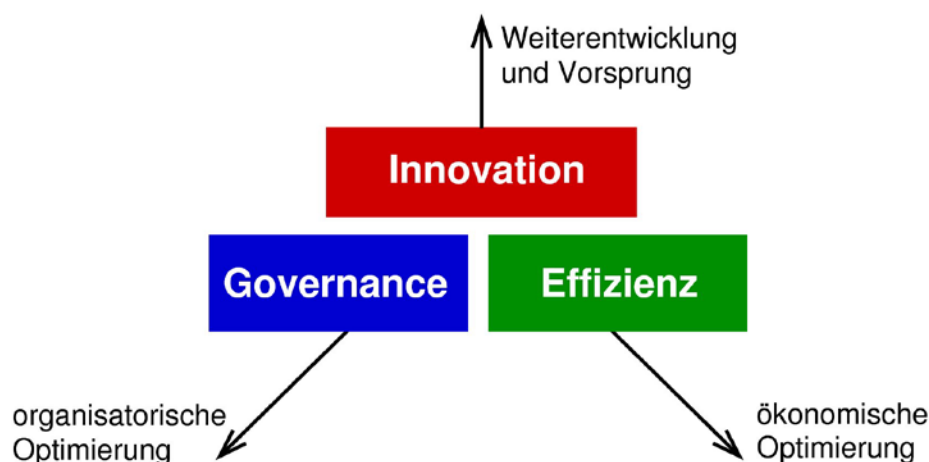 Weiterentwicklung
und Vorsprung
Innovation
Governance
Effizienz
organisatorische
Optimierung
ökonomische
Optimierung